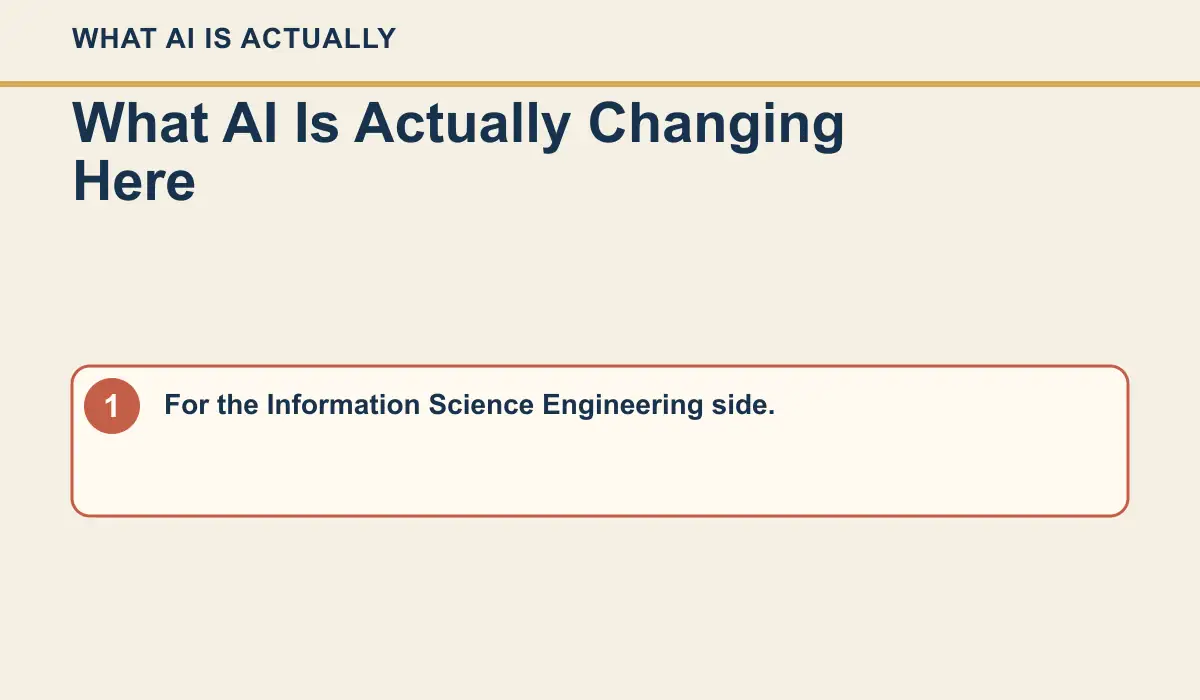 WHAT AI IS ACTUALLY
What AI Is Actually Changing
Here
1 For the Information Science Engineering side.